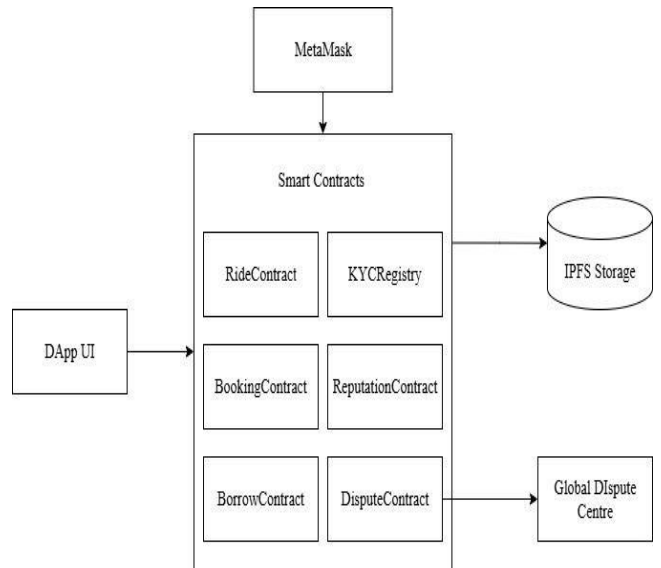 MetaMask
Smart Contracts
RideContract
KYCRegistry
IPFS Storage
DApp UI
BookingContract
ReputationContract
BorrowContract
DisputeContract
Global DIspute
Centre